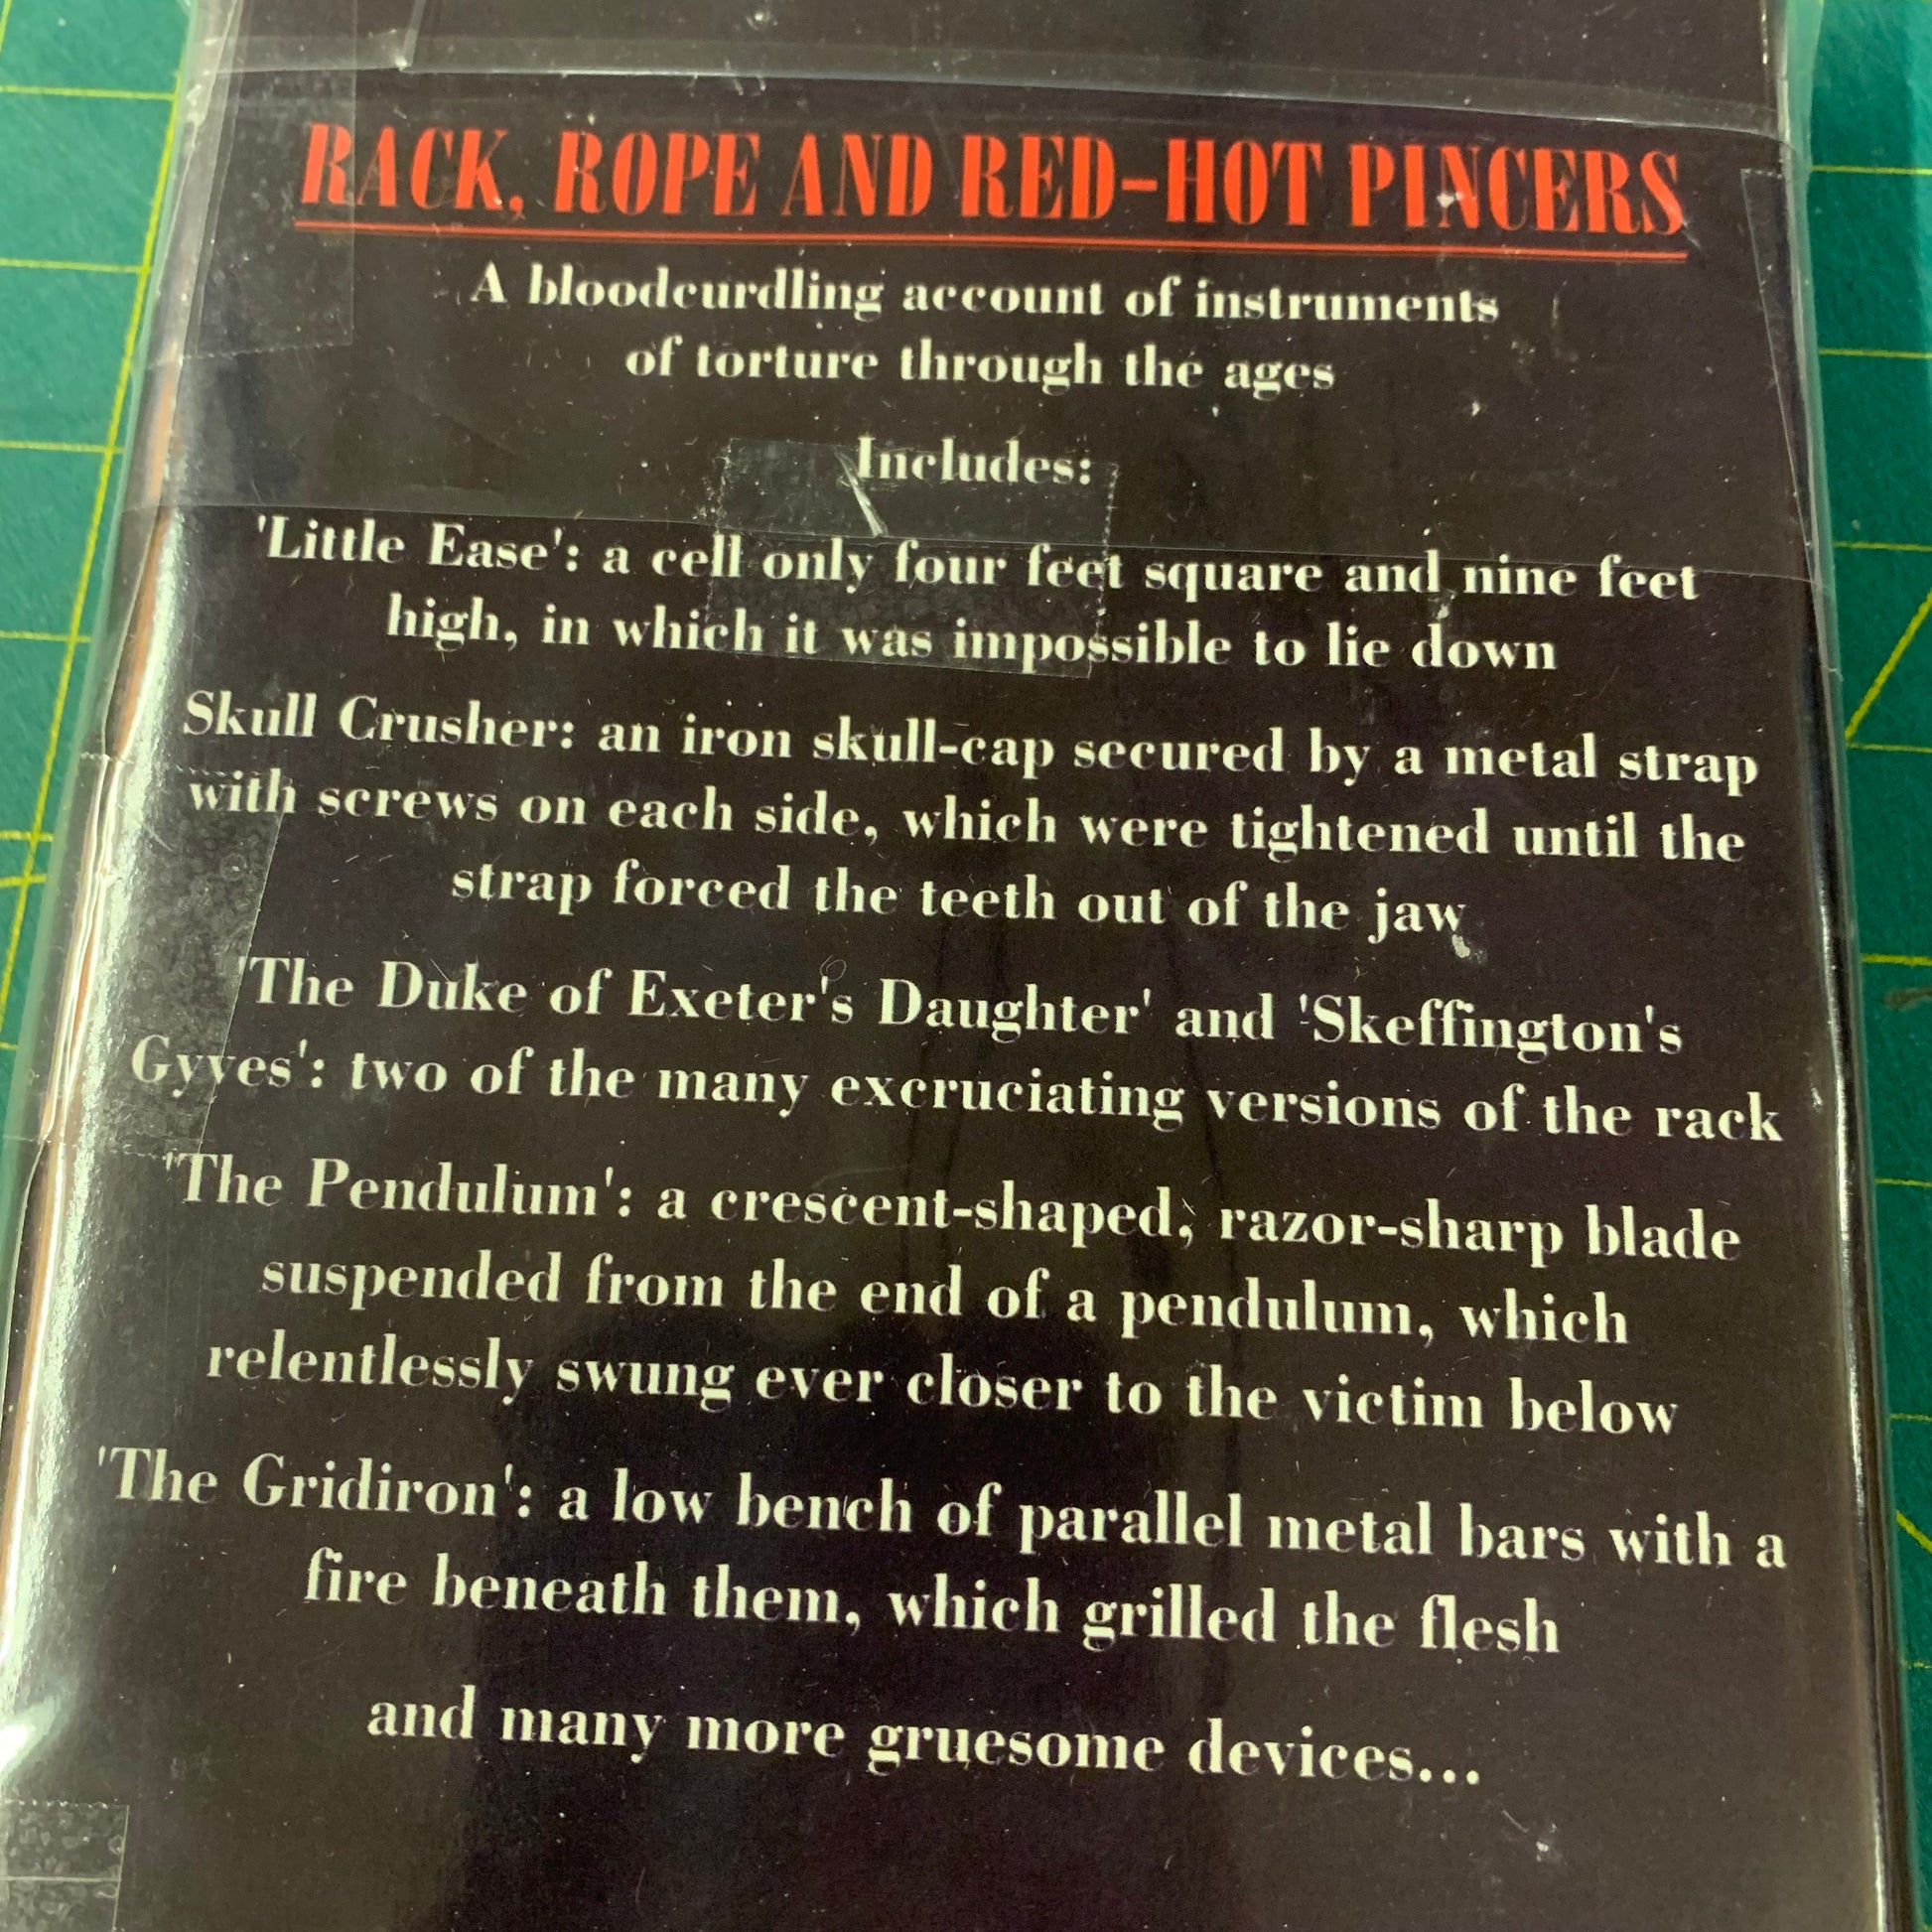 RACK, ROPE AND RED-HOT PINCERS
A bloodcurdling account of instruments
of torture through the ages
Includes:
'Little Ease': a cell only four feet square and nine feet
high, in which it was impossible to lie down
Skull Crusher: an iron skull-cap secured by a metal strap
with screws on each side, which were tightened until the
strap forced the teeth out of the jaw
'The Duke of Exeter's Daughter' and 'Skeffington's
Gyves': two of the many excruciating versions of the rack
'The Pendulum': a crescent-shaped, razor-sharp blade
suspended from the end of a pendulum, which
relentlessly swung ever closer to the victim below
'The Gridiron': a low bench of parallel metal bars with a
fire beneath them, which grilled the flesh
and many more gruesome devices...